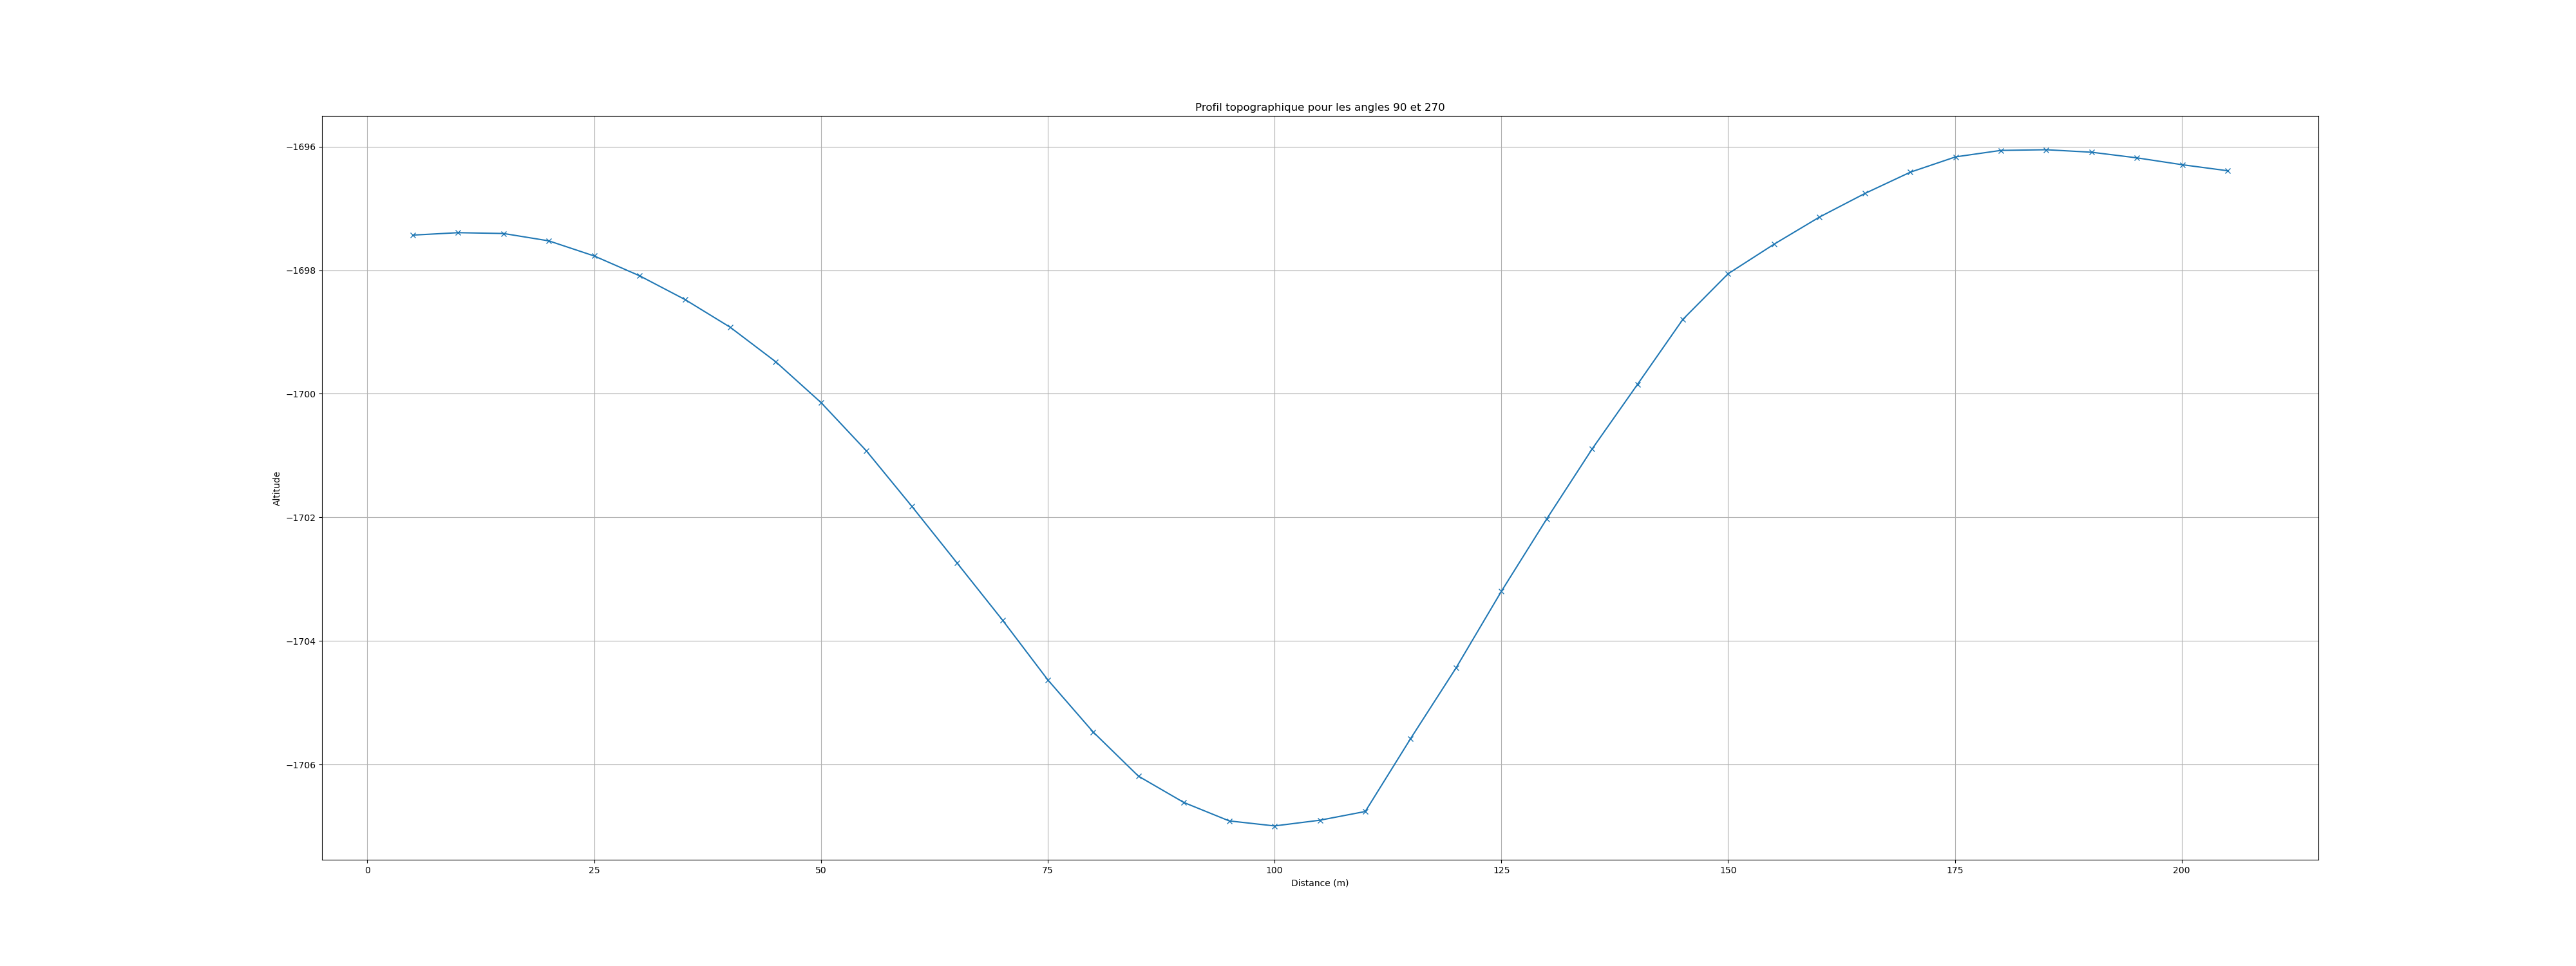 Profil topographique pour les angles 90 et 270
−1696
−1698
−1700
−1702
−1704
−1706
Altitude
0 25 50 75 100 125 150 175 200
Distance (m)